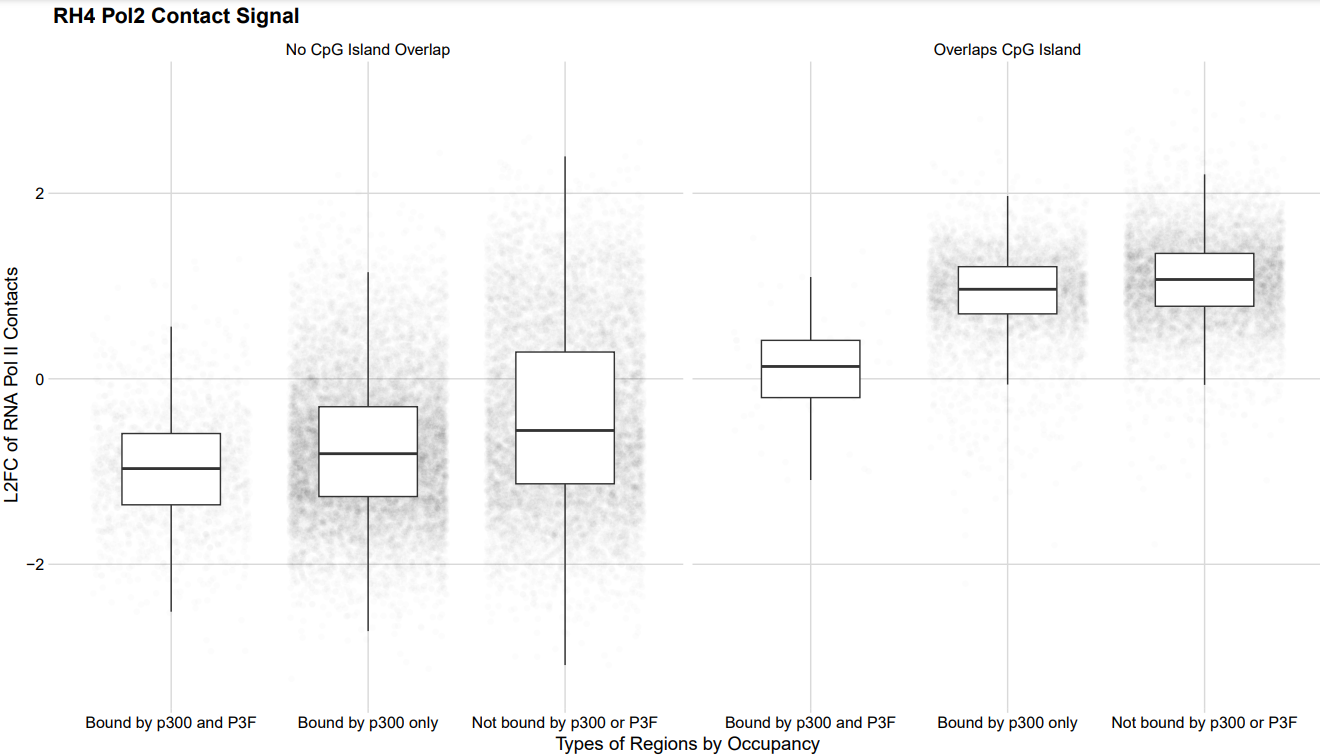 RH4 Pol2 Contact Signal
No CpG Island Overlap
Overlaps CpG Island
L2FC of RNA Pol II Contacts
2
0
−2
Bound by p300 and P3F
Bound by p300 only
Not bound by p300 or P3F
Bound by p300 and P3F
Bound by p300 only
Not bound by p300 or P3F
Types of Regions by Occupancy